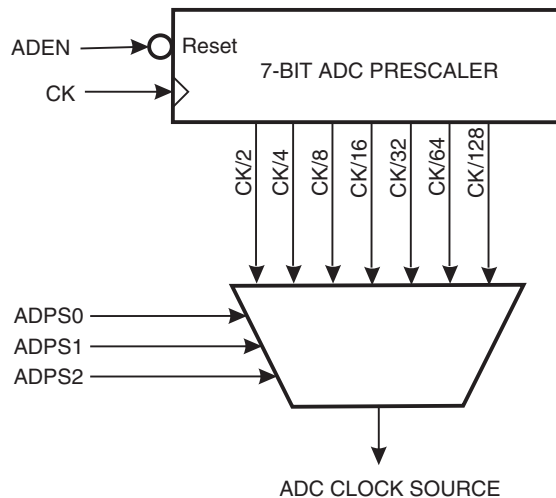 ADEN
Reset
7-BIT ADC PRESCALER
CK
CK/2
CK/4
CK/8
CK/16
CK/32
CK/64
CK/128
ADPS0
ADPS1
ADPS2
ADC CLOCK SOURCE